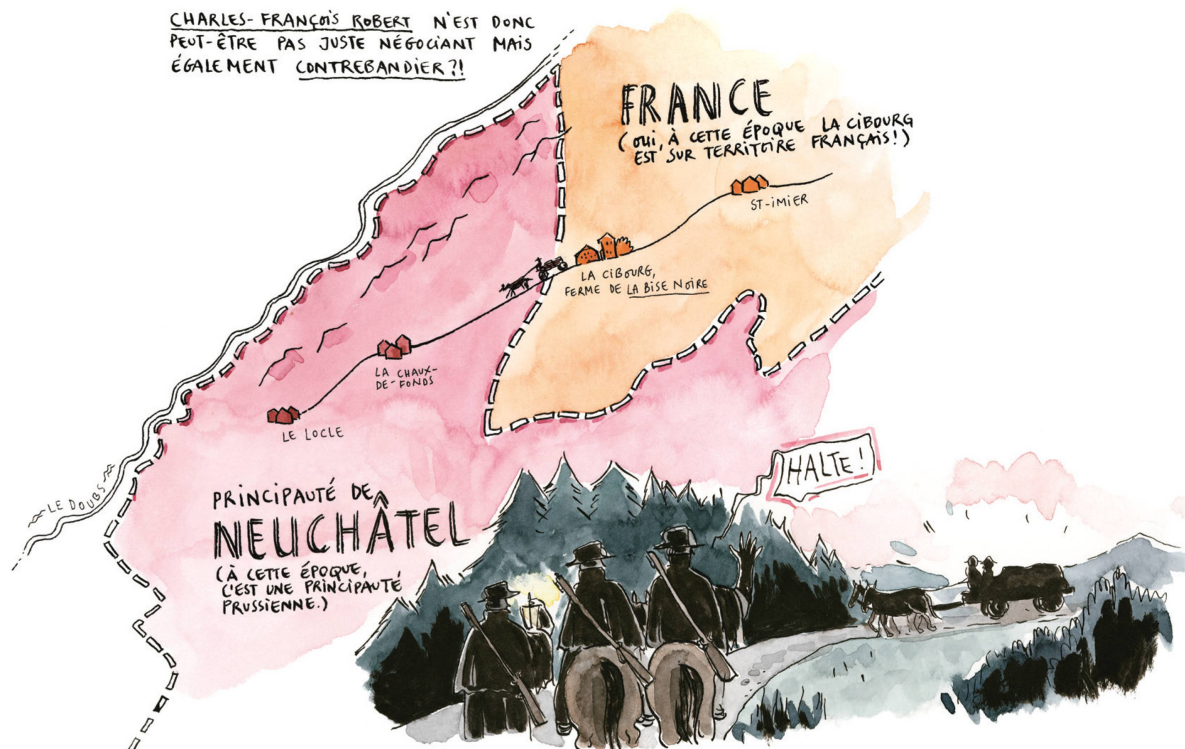 CHARLES-FRANÇOIS ROBERT N'EST DONC
PEUT-ÊTRE PAS JUSTE NÉGOCIANT MAIS
ÉGALEMENT CONTREBANDIER?!
FRANCE
(OUI, À CETTE ÉPOQUE LA CIBOURG
EST SUR TERRITOIRE FRANÇAIS!)
ST-IMIER
LA CIBOURG,
FERME DE LA BISE NOIRE
LA CHAUX-
DE-FONDS
LE LOCLE
LE DOUBS
PRINCIPAUTÉ DE
NEUCHÂTEL
(À CETTE ÉPOQUE,
C'EST UNE PRINCIPAUTÉ
PRUSSIENNE.)
HALTE!